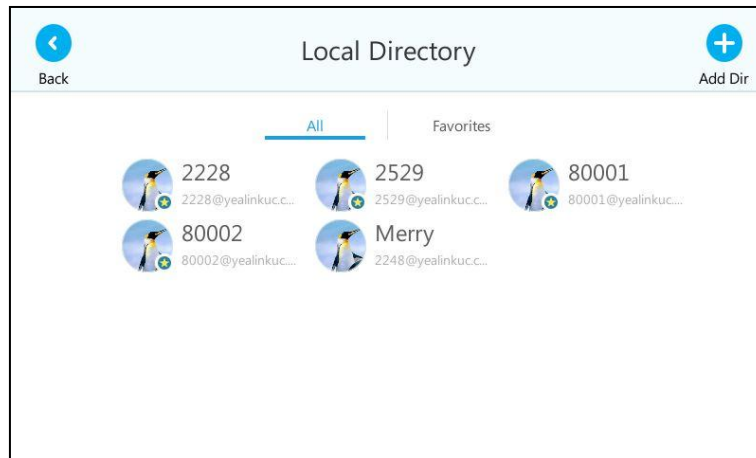 Local Directory
Back
Add Dir
All
Favorites
2228
2228@yealinkuc.c...
2529
2529@yealinkuc.c...
80001
80001@yealinkuc....
80002
80002@yealinkuc....
Merry
2248@yealinkuc.c...